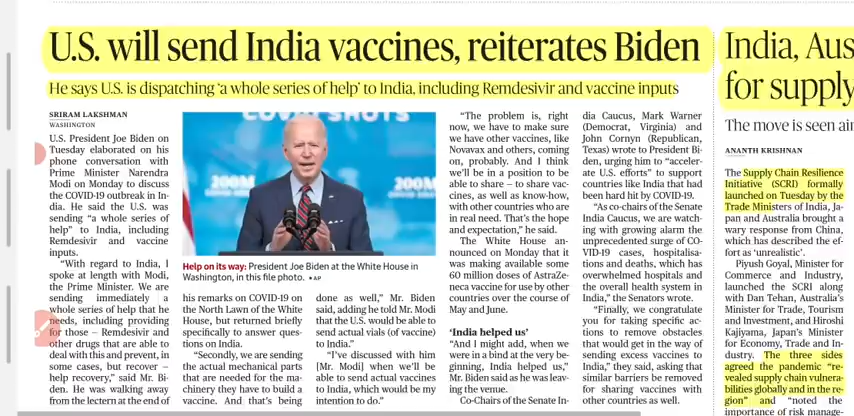 U.S. will send India vaccines, reiterates Biden
He says U.S. is dispatching ‘a whole series of help’ to India, including Remdesivir and vaccine inputs
SRIRAM LAKSHMAN
WASHINGTON
U.S. President Joe Biden on
Tuesday elaborated on his
phone conversation with
Prime Minister Narendra
Modi on Monday to discuss
the COVID-19 outbreak in In-
dia. He said the U.S. was
sending “a whole series of
help” to India, including
Remdesivir and vaccine
inputs.
“With regard to India, I
spoke at length with Modi,
the Prime Minister. We are
sending immediately a
whole series of help that he
needs, including providing
for those – Remdesivir and
other drugs that are able to
deal with this and prevent, in
some cases, but recover –
help recovery,” said Mr. Bi-
den. He was walking away
from the lectern at the end of
COVID SHOTS
200M
200M
Help on its way: President Joe Biden at the White House in
Washington, in this file photo. AP
his remarks on COVID-19 on
the North Lawn of the White
House, but returned briefly
specifically to answer ques-
tions on India.
“Secondly, we are sending
the actual mechanical parts
that are needed for the ma-
chinery they have to build a
vaccine. And that’s being
done as well,” Mr. Biden
said, adding he told Mr. Modi
that the U.S. would be able to
send actual vials (of vaccine)
to India.”
“I’ve discussed with him
[Mr. Modi] when we’ll be
able to send actual vaccines
to India, which would be my
intention to do.”
“The problem is, right
now, we have to make sure
we have other vaccines, like
Novavax and others, coming
on, probably. And I think
we’ll be in a position to be
able to share – to share vac-
cines, as well as know-how,
with other countries who are
in real need. That’s the hope
and expectation,” he said.
The White House an-
nounced on Monday that it
was making available some
60 million doses of AstraZe-
neca vaccine for use by other
countries over the course of
May and June.
‘India helped us’
“And I might add, when we
were in a bind at the very be-
ginning, India helped us,”
Mr. Biden said as he was leav-
ing the venue.
Co-Chairs of the Senate In-
dia Caucus, Mark Warner
(Democrat, Virginia) and
John Cornyn (Republican,
Texas) wrote to President Bi-
den, urging him to “acceler-
ate U.S. efforts” to support
countries like India that had
been hard hit by COVID-19.
“As co-chairs of the Senate
India Caucus, we are watch-
ing with growing alarm the
unprecedented surge of CO-
VID-19 cases, hospitalisa-
tions and deaths, which has
overwhelmed hospitals and
the overall health system in
India,” the Senators wrote.
“Finally, we congratulate
you for taking specific ac-
tions to remove obstacles
that would get in the way of
sending excess vaccines to
India,” they said, asking that
similar barriers be removed
for sharing vaccines with
other countries as well.
India, Aus
for supply
The move is seen ai
ANANTH KRISHNAN
The Supply Chain Resilience
Initiative (SCRI) formally
launched on Tuesday by the
Trade Ministers of India, Ja-
pan and Australia brought a
wary response from China,
which has described the ef-
fort as ‘unrealistic’.
Piyush Goyal, Minister for
Commerce and Industry,
launched the SCRI along
with Dan Tehan, Australia’s
Minister for Trade, Tourism
and Investment, and Hiroshi
Kajiyama, Japan’s Minister
for Economy, Trade and In-
dustry. The three sides
agreed the pandemic “re-
vealed supply chain vulnera-
bilities globally and in the re-
gion” and “noted the
importance of risk manage-